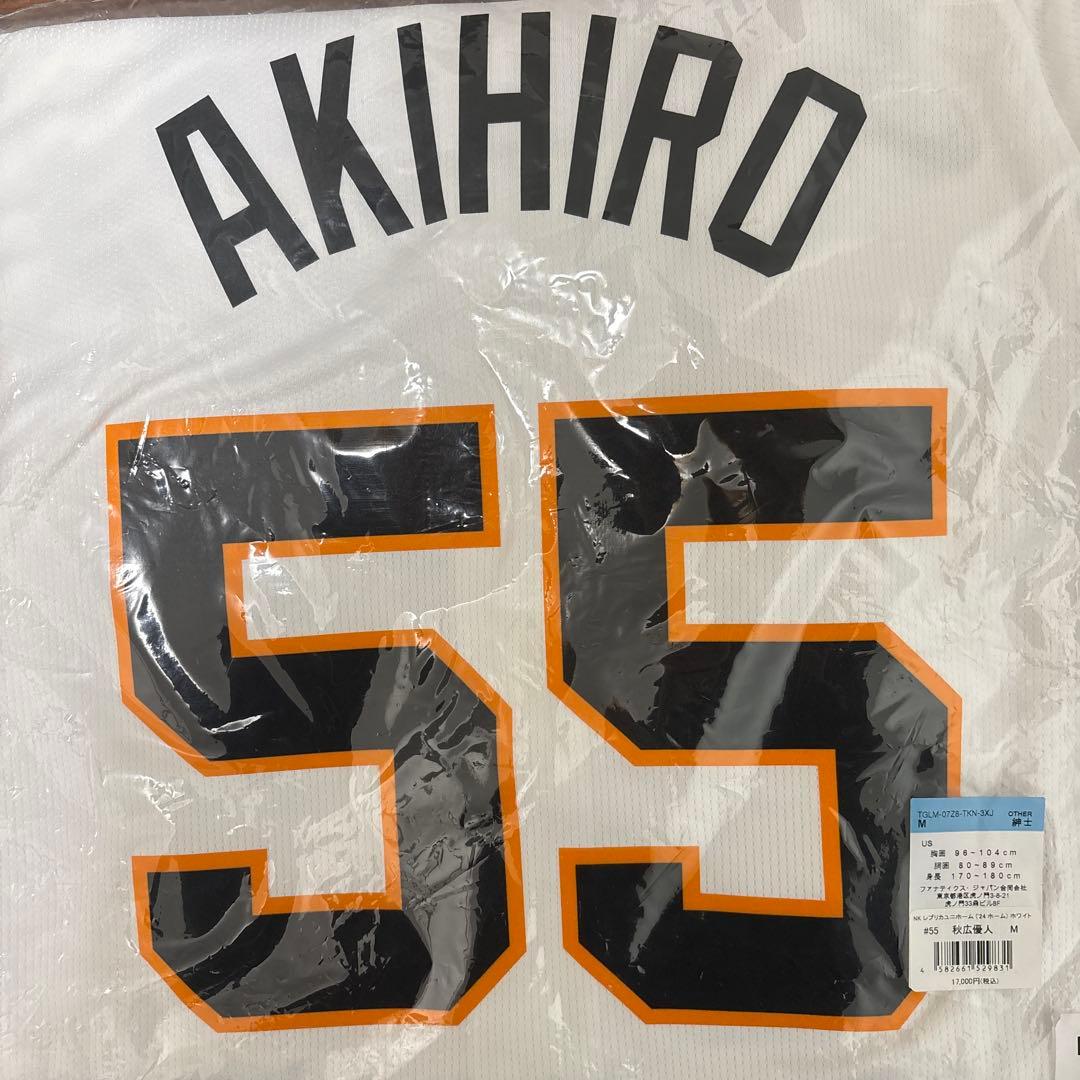 AKIHIRO
55
TGLM-07Z8-TKN-3XJ OTHER
M 紳士
US
胸囲 96~104cm
胴囲 80~89cm
身長 170~180cm
ファナティクス・ジャパン合同会社
東京都港区虎ノ門3-8-21
虎ノ門33森ビル8F
NK レプリカユニホーム ('24 ホーム) ホワイト
#55 秋広優人 M
4 582661 529831
17,000円(税込)